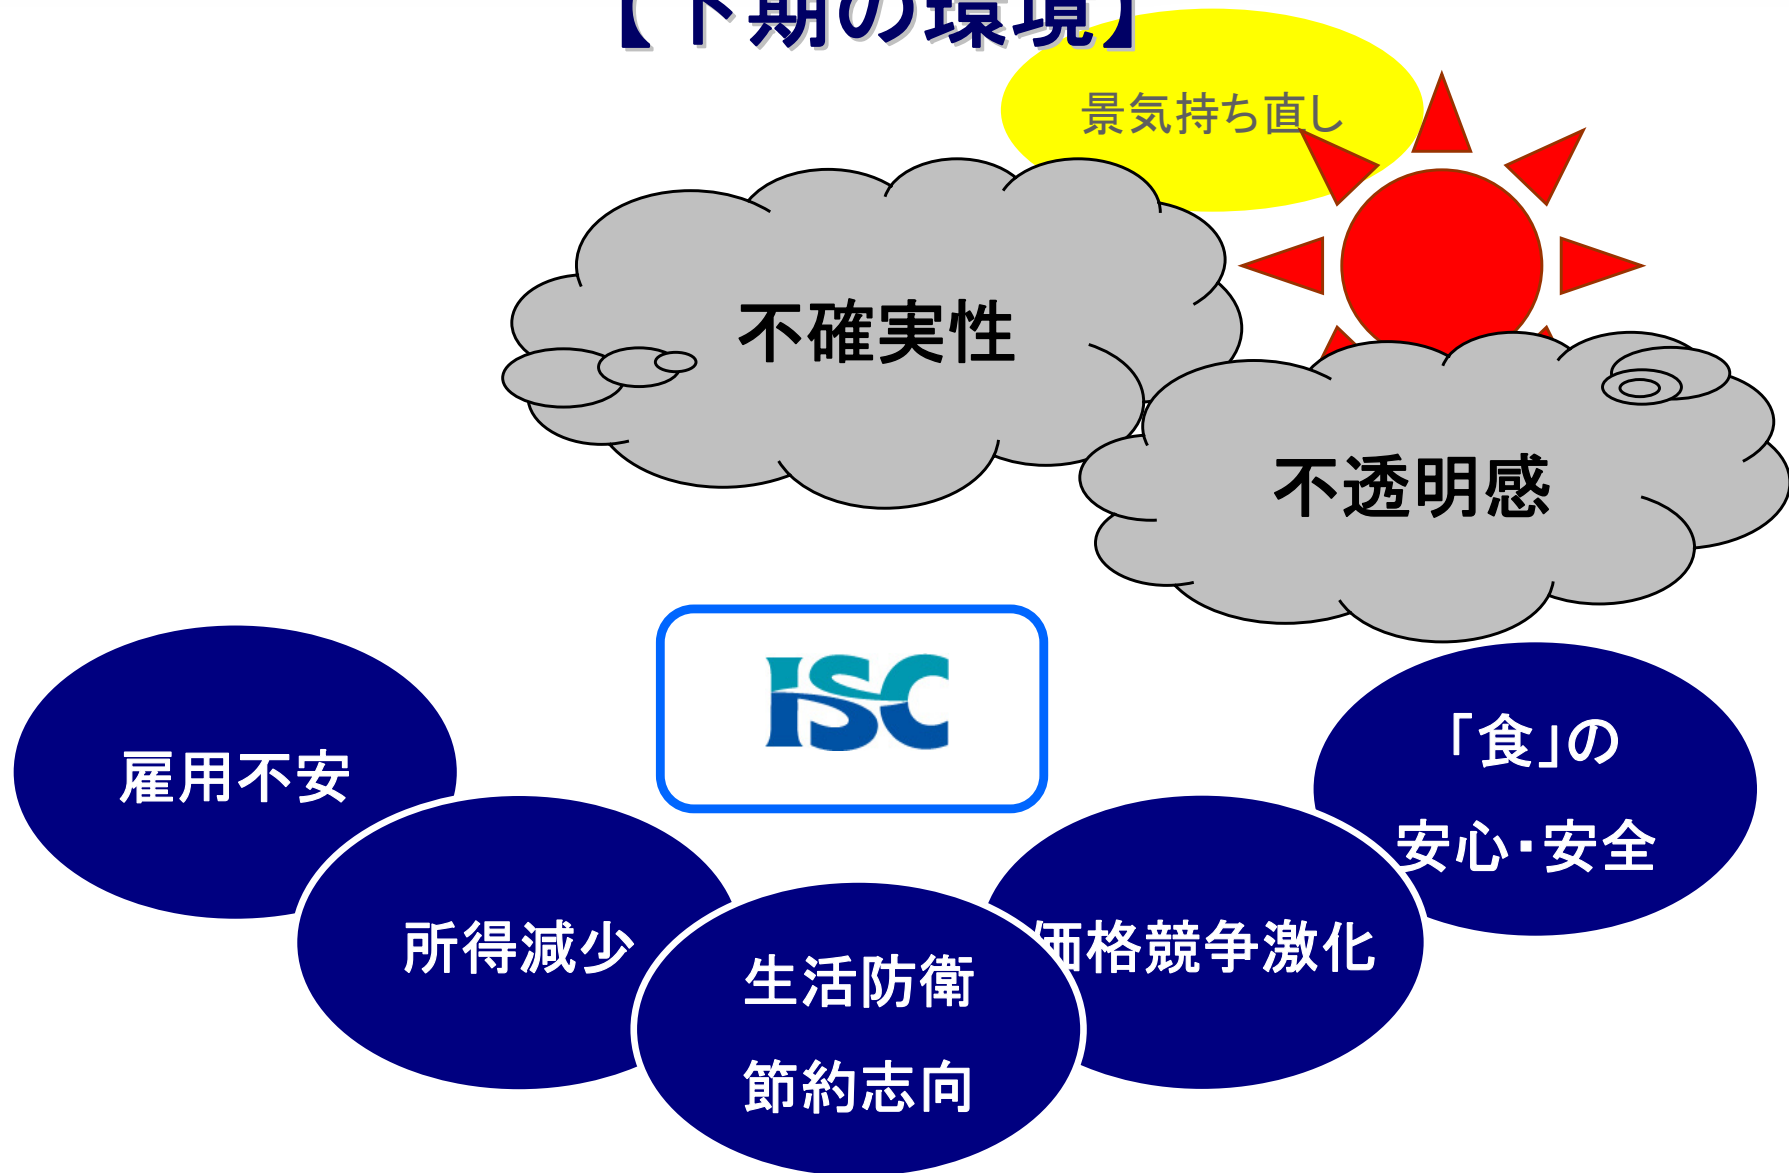 【下期の環境】
景気持ち直し
不確実性
不透明感
ISC
雇用不安
所得減少
生活防衛
節約志向
価格競争激化
「食」の
安心・安全